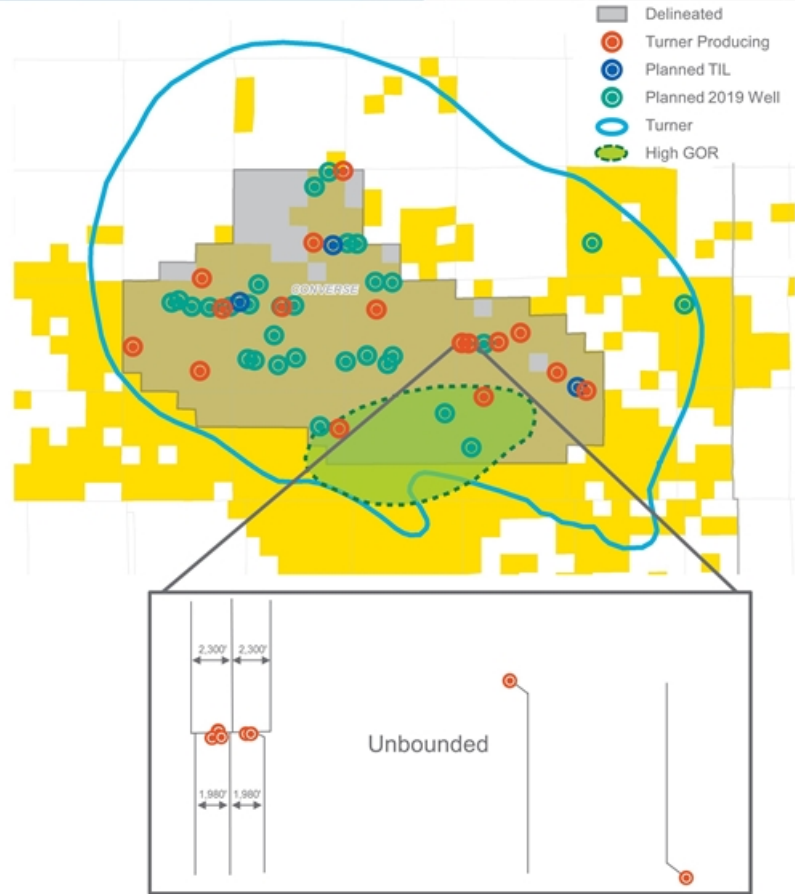 Delineated
Turner Producing
Planned TIL
Planned 2019 Well
Turner
High GOR
CONVERSE
2,300' 2,300'
Unbounded
1,980' 1,980'